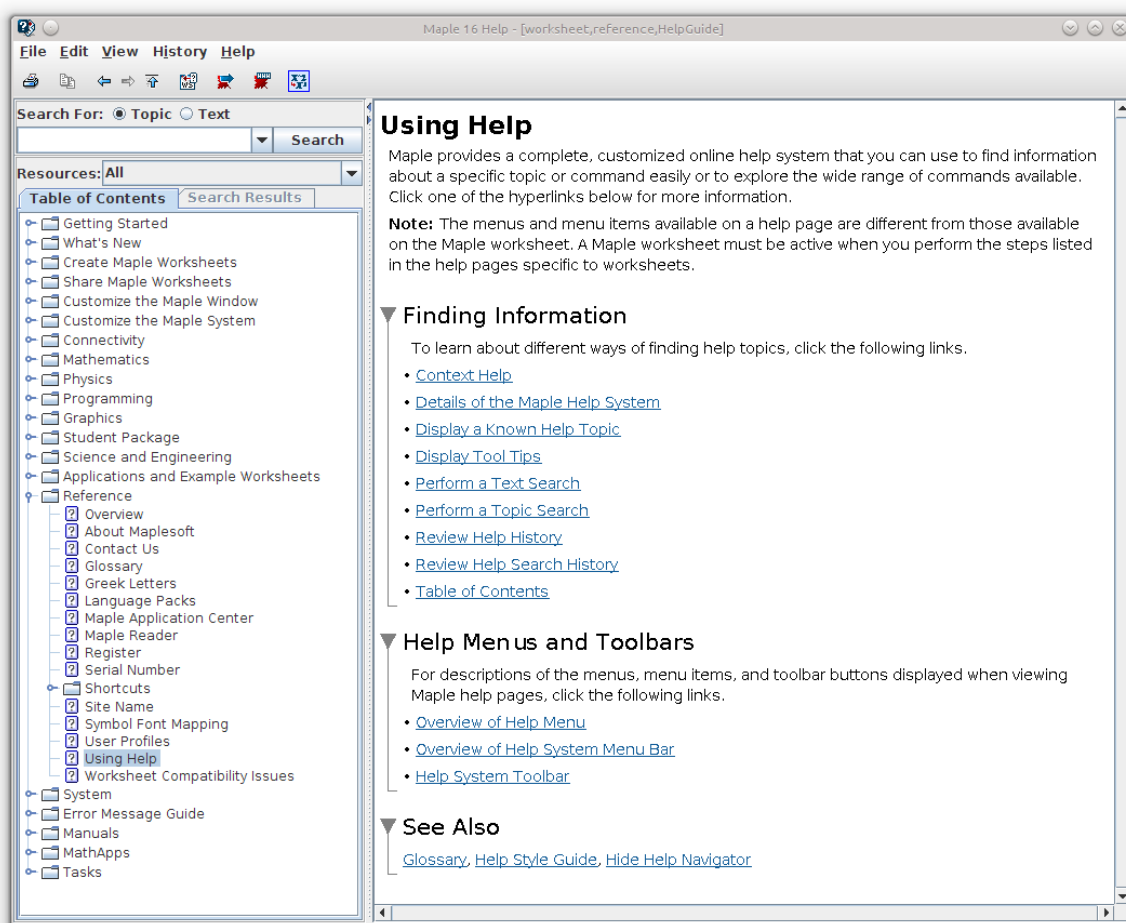 Maple 16 Help - [worksheet,reference,HelpGuide]
File Edit View History Help
Search For: Topic Text
Search
Resources: All
Table of Contents Search Results
Getting Started
What's New
Create Maple Worksheets
Share Maple Worksheets
Customize the Maple Window
Customize the Maple System
Connectivity
Mathematics
Physics
Programming
Graphics
Student Package
Science and Engineering
Applications and Example Worksheets
Reference
Overview
About Maplesoft
Contact Us
Glossary
Greek Letters
Language Packs
Maple Application Center
Maple Reader
Register
Serial Number
Shortcuts
Site Name
Symbol Font Mapping
User Profiles
Using Help
Worksheet Compatibility Issues
System
Error Message Guide
Manuals
MathApps
Tasks
Using Help
Maple provides a complete, customized online help system that you can use to find information
about a specific topic or command easily or to explore the wide range of commands available.
Click one of the hyperlinks below for more information.
Note: The menus and menu items available on a help page are different from those available
on the Maple worksheet. A Maple worksheet must be active when you perform the steps listed
in the help pages specific to worksheets.
Finding Information
To learn about different ways of finding help topics, click the following links.
• Context Help
• Details of the Maple Help System
• Display a Known Help Topic
• Display Tool Tips
• Perform a Text Search
• Perform a Topic Search
• Review Help History
• Review Help Search History
• Table of Contents
Help Menus and Toolbars
For descriptions of the menus, menu items, and toolbar buttons displayed when viewing
Maple help pages, click the following links.
• Overview of Help Menu
• Overview of Help System Menu Bar
• Help System Toolbar
See Also
Glossary, Help Style Guide, Hide Help Navigator